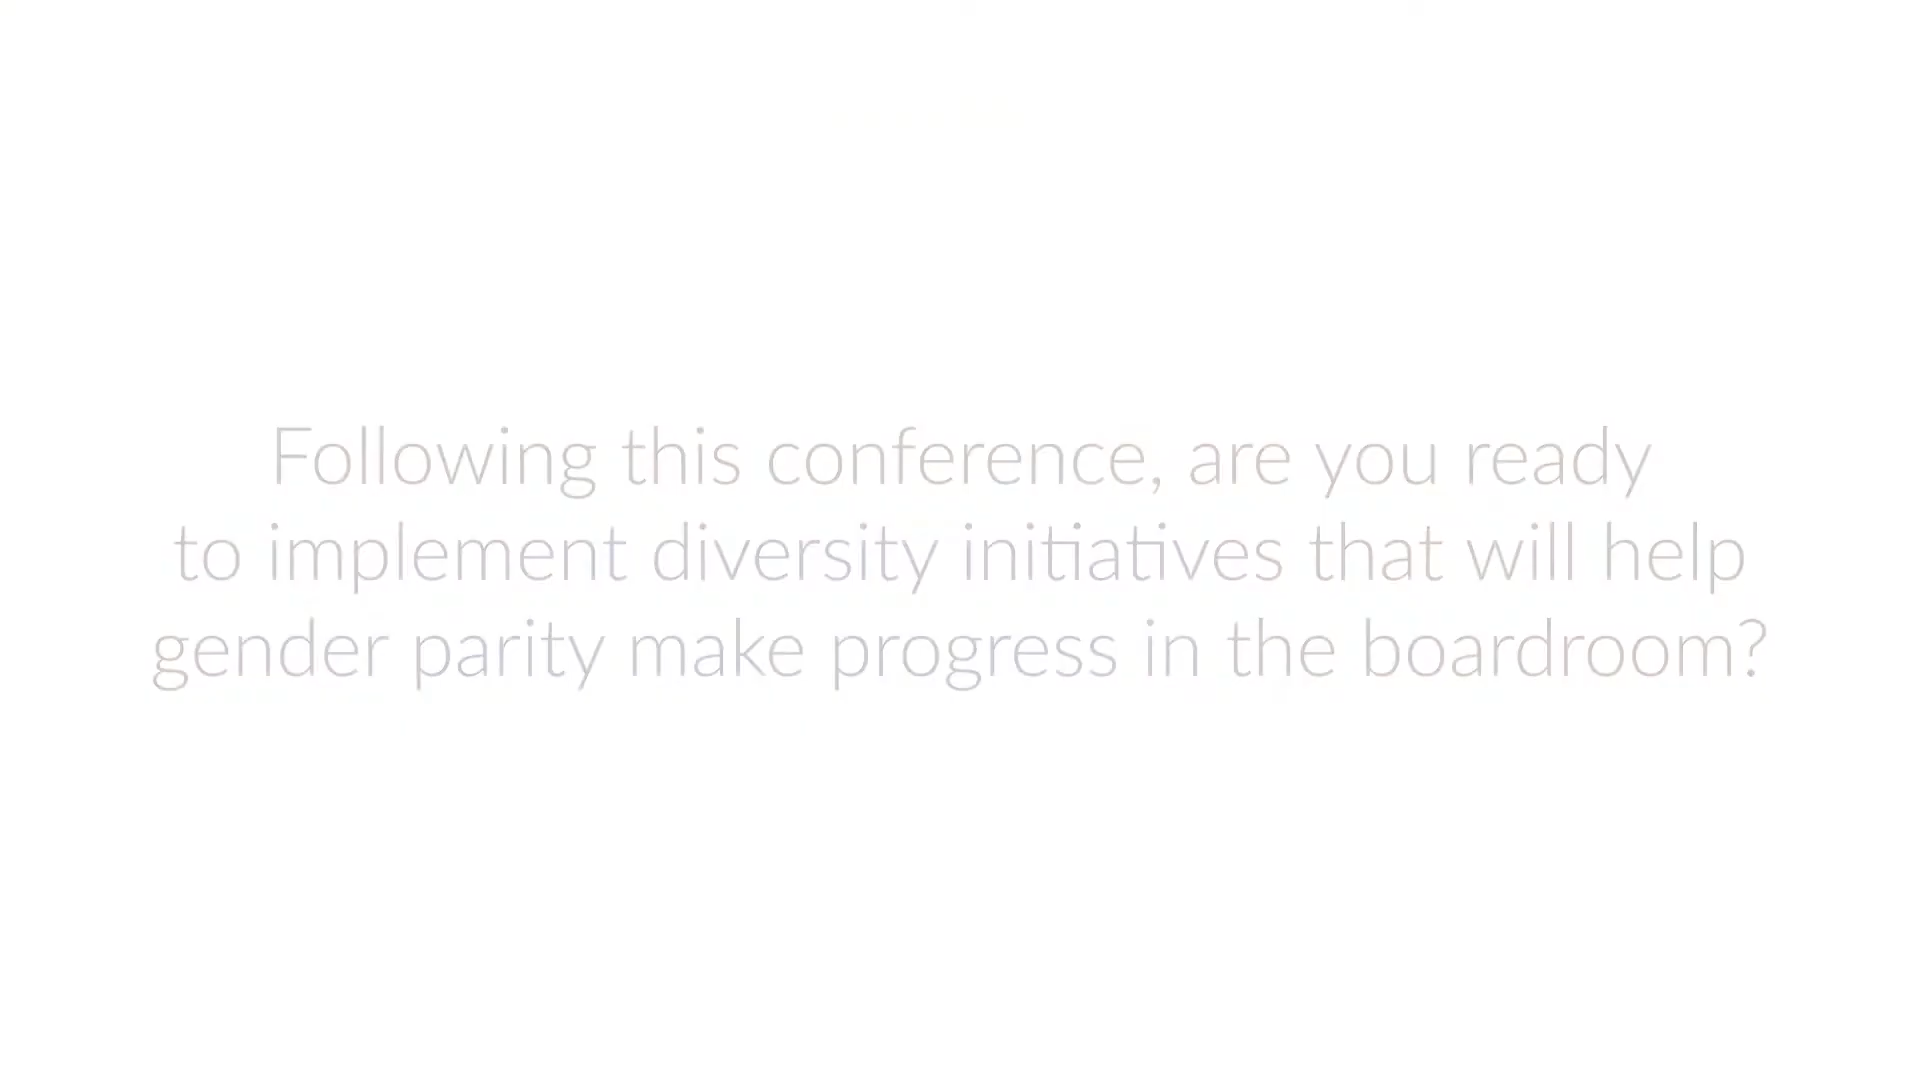 Following this conference, are you ready
to implement diversity initiatives that will help
gender parity make progress in the boardroom?